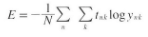 E = -\frac{1}{N} \sum_{n} \sum_{k} t_{nk} \log y_{nk}